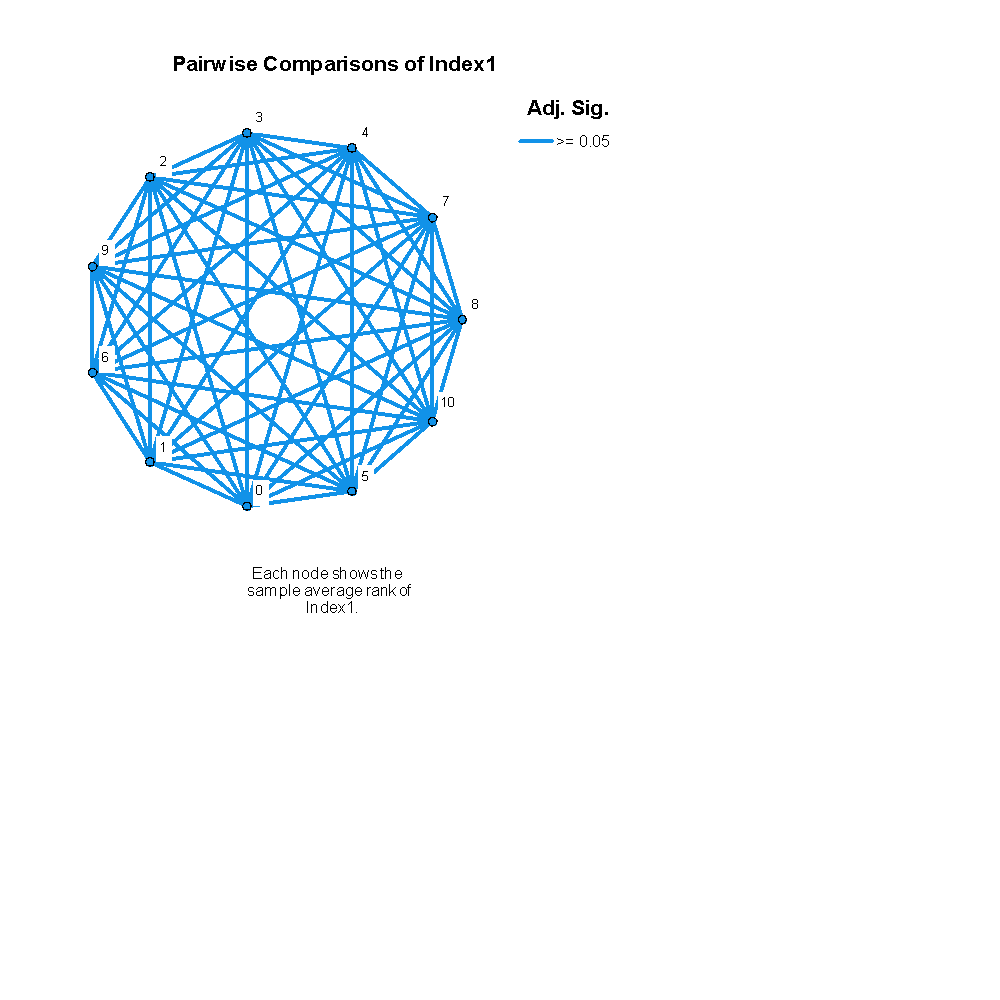 Pairwise Comparisons of Index1
Adj. Sig.
>= 0.05
3
4
2
7
9
8
6
10
1
5
0
Each node shows the
sample average rank of
Index1.